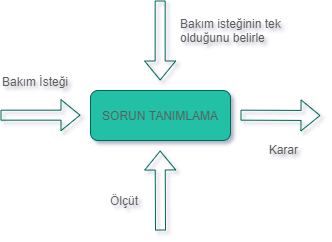 Bakım isteğinin tek
olduğunu belirle
Bakım İsteği
SORUN TANIMLAMA
Karar
Ölçüt